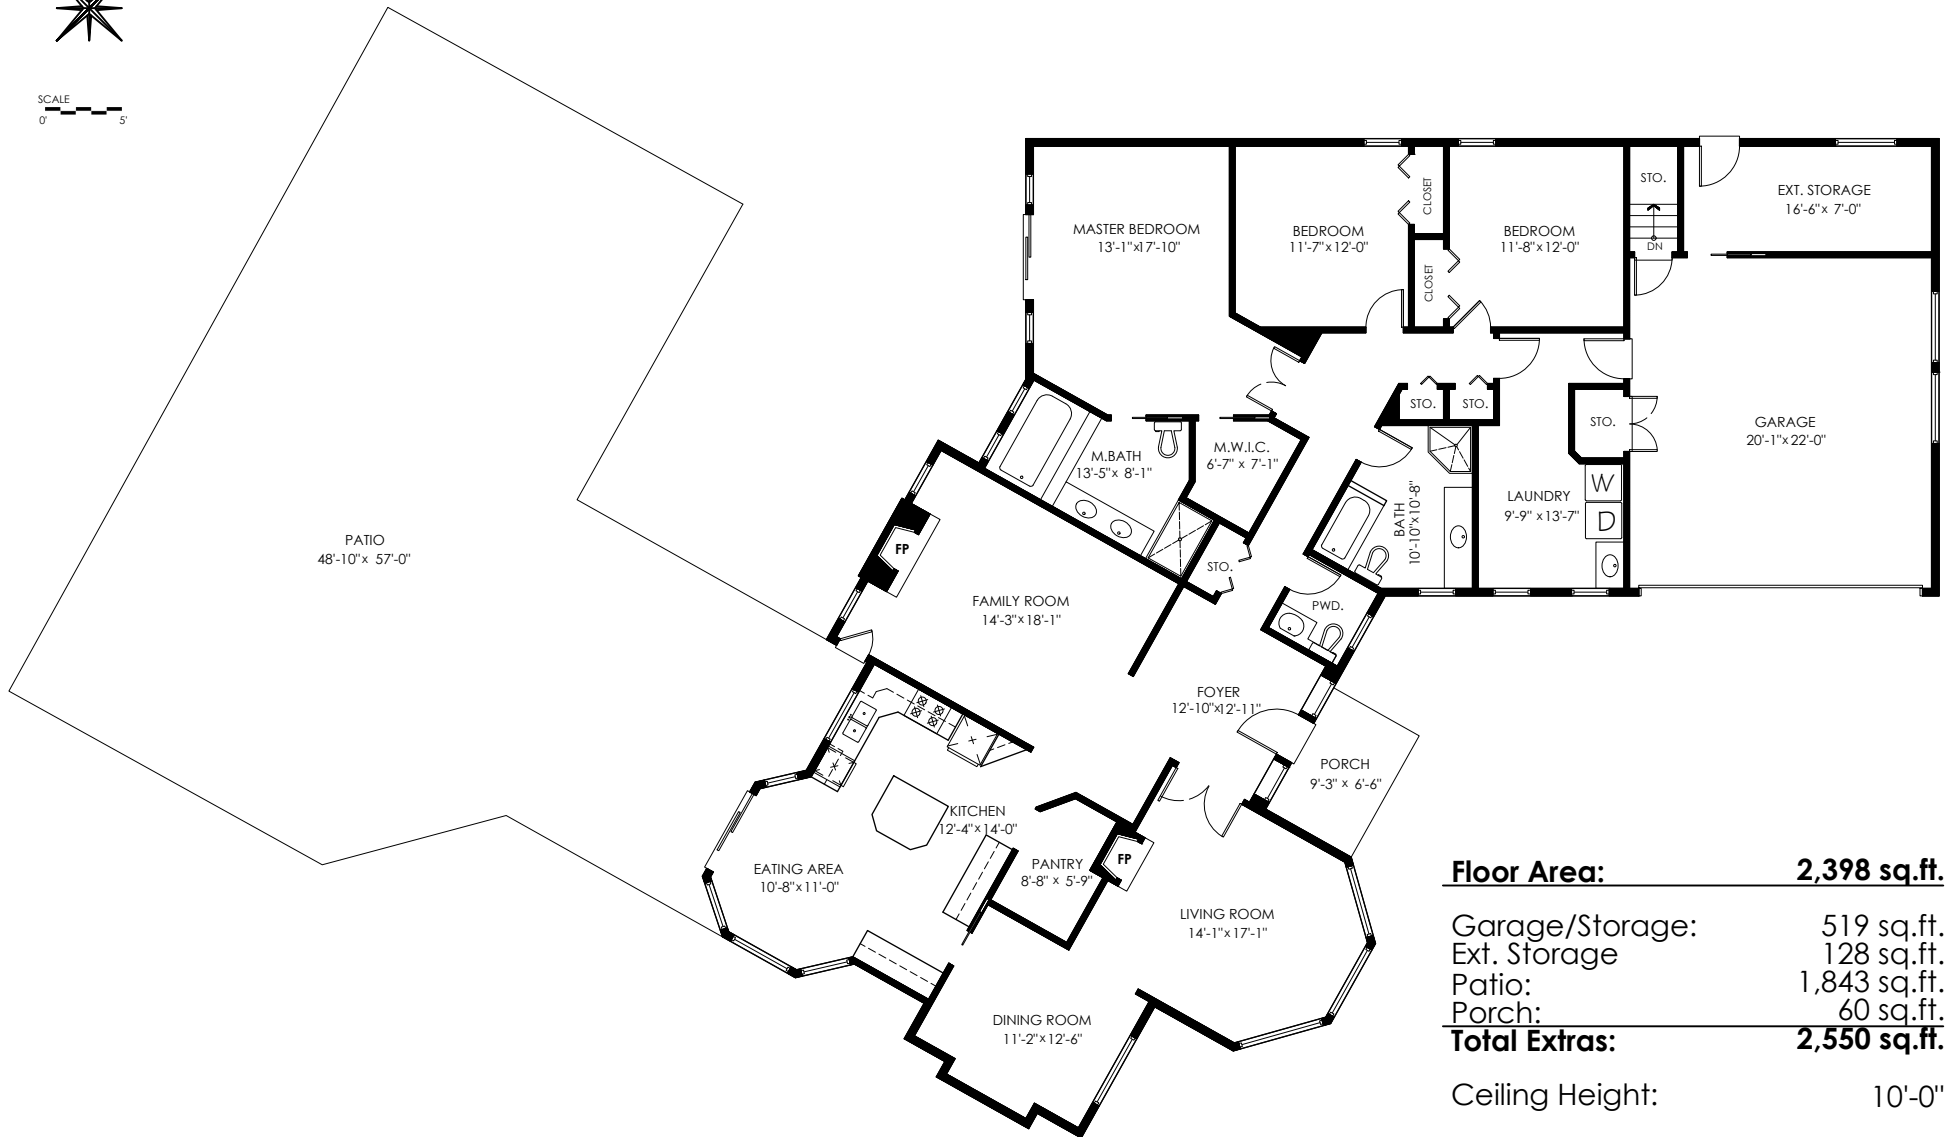 SCALE
0' 5'
PATIO
48'-10"x 57'-0"
MASTER BEDROOM
13'-1"x17'-10"
BEDROOM
11'-7"x12'-0"
CLOSET
CLOSET
BEDROOM
11'-8"x12'-0"
STO.
DN
EXT. STORAGE
16'-6"x 7'-0"
GARAGE
20'-1"x22'-0"
STO.
STO.
STO.
M.BATH
13'-5"x 8'-1"
M.W.I.C.
6'-7" x 7'-1"
BATH
10'-10"x10'-8"
LAUNDRY
9'-9" x13'-7"
W
D
STO.
PWD.
FP
FAMILY ROOM
14'-3"x18'-1"
FOYER
12'-10"x12'-11"
PORCH
9'-3" x 6'-6"
KITCHEN
12'-4"x14'-0"
EATING AREA
10'-8"x11'-0"
PANTRY
8'-8" x 5'-9"
FP
LIVING ROOM
14'-1"x17'-1"
DINING ROOM
11'-2"x12'-6"
Floor Area: 2,398 sq.ft.
Garage/Storage: 519 sq.ft.
Ext. Storage 128 sq.ft.
Patio: 1,843 sq.ft.
Porch: 60 sq.ft.
Total Extras: 2,550 sq.ft.
Ceiling Height: 10'-0"